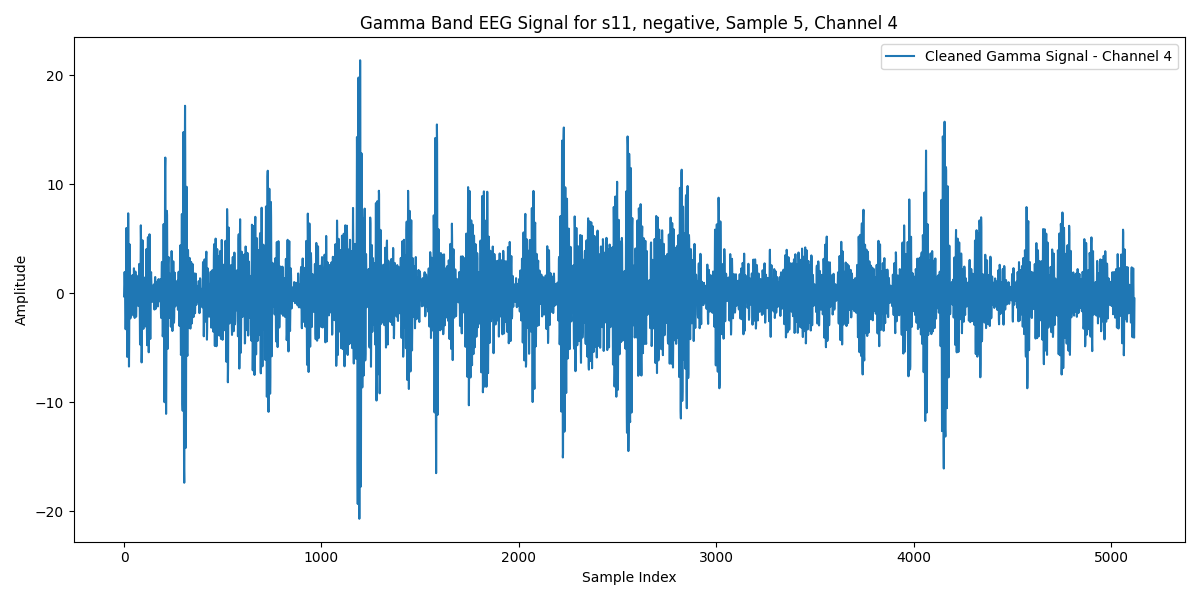 Gamma Band EEG Signal for s11, negative, Sample 5, Channel 4
Cleaned Gamma Signal - Channel 4
20
10
0
−10
−20
Amplitude
0 1000 2000 3000 4000 5000
Sample Index